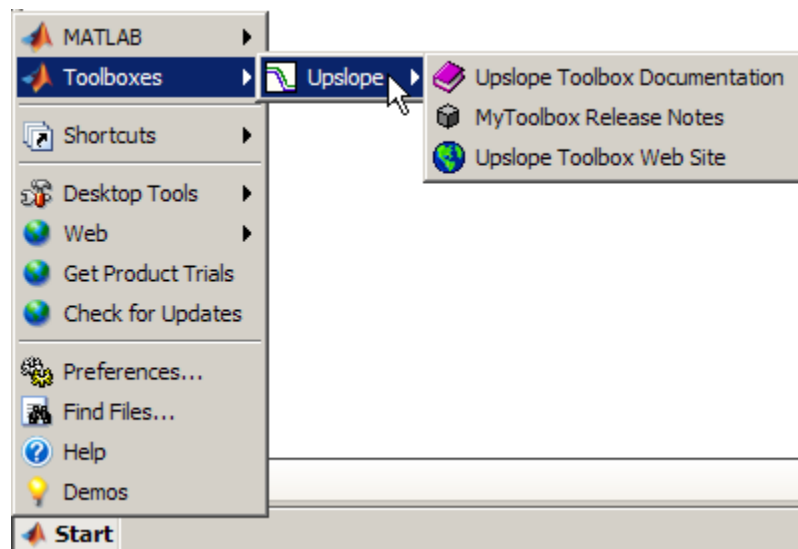 MATLAB
Toolboxes
Shortcuts
Desktop Tools
Web
Get Product Trials
Check for Updates
Preferences...
Find Files...
Help
Demos
Start
Upslope
Upslope Toolbox Documentation
MyToolbox Release Notes
Upslope Toolbox Web Site